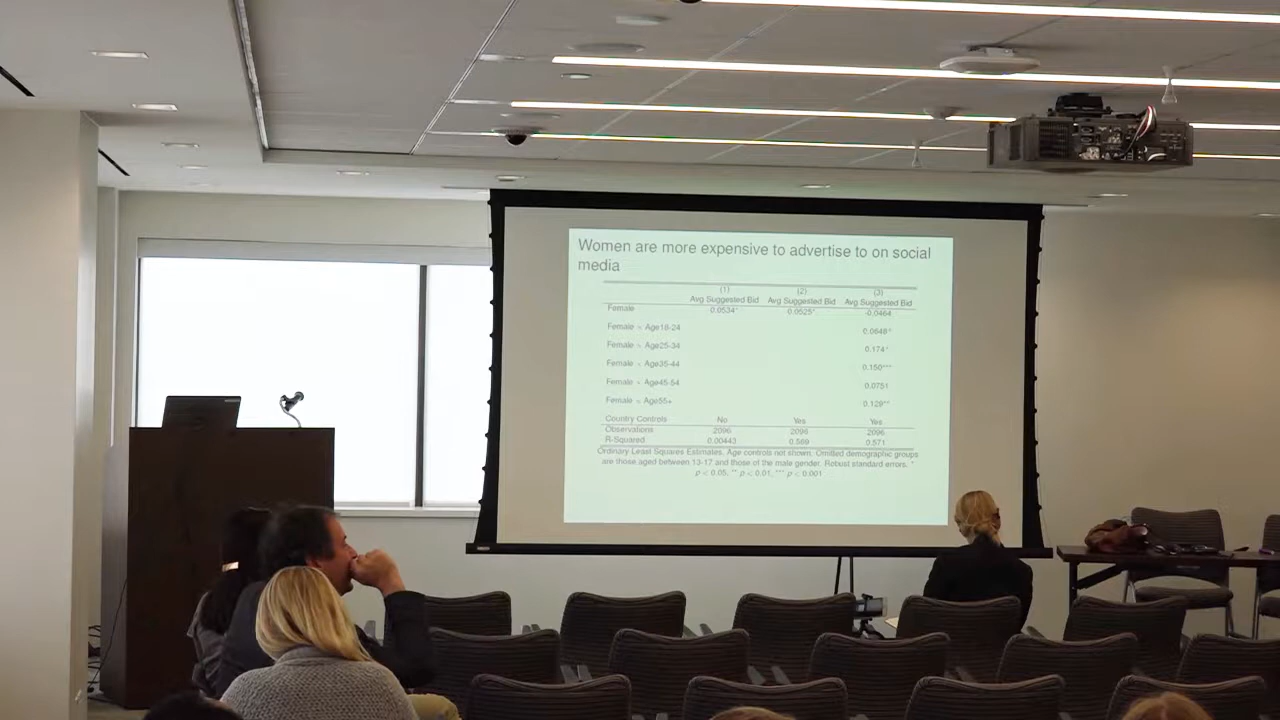 Women are more expensive to advertise to on social
media
(1) (2) (3)
Avg Suggested Bid Avg Suggested Bid Avg Suggested Bid
Female 0.0534* 0.0525* -0.0464
Female × Age18-24 0.0648*
Female × Age25-34 0.174*
Female × Age35-44 0.150***
Female × Age45-54 0.0751
Female × Age55+ 0.129**
Country Controls No Yes Yes
Observations 2096 2096 2096
R-Squared 0.00443 0.569 0.571
Ordinary Least Squares Estimates. Age controls not shown. Omitted demographic groups
are those aged between 13-17 and those of the male gender. Robust standard errors. *
p < 0.05, ** p < 0.01, *** p < 0.001